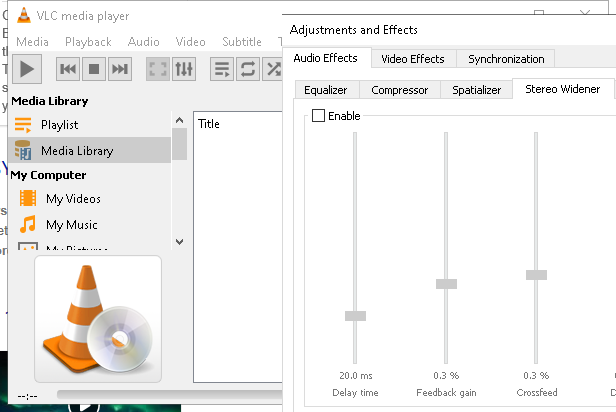 VLC media player
Media Playback Audio Video Subtitle
Media Library
Playlist
Media Library
My Computer
My Videos
My Music
My Pictures
Title
--:--
Adjustments and Effects
Audio Effects Video Effects Synchronization
Equalizer Compressor Spatializer Stereo Widener
Enable
20.0 ms 0.3 % 0.3 %
Delay time Feedback gain Crossfeed